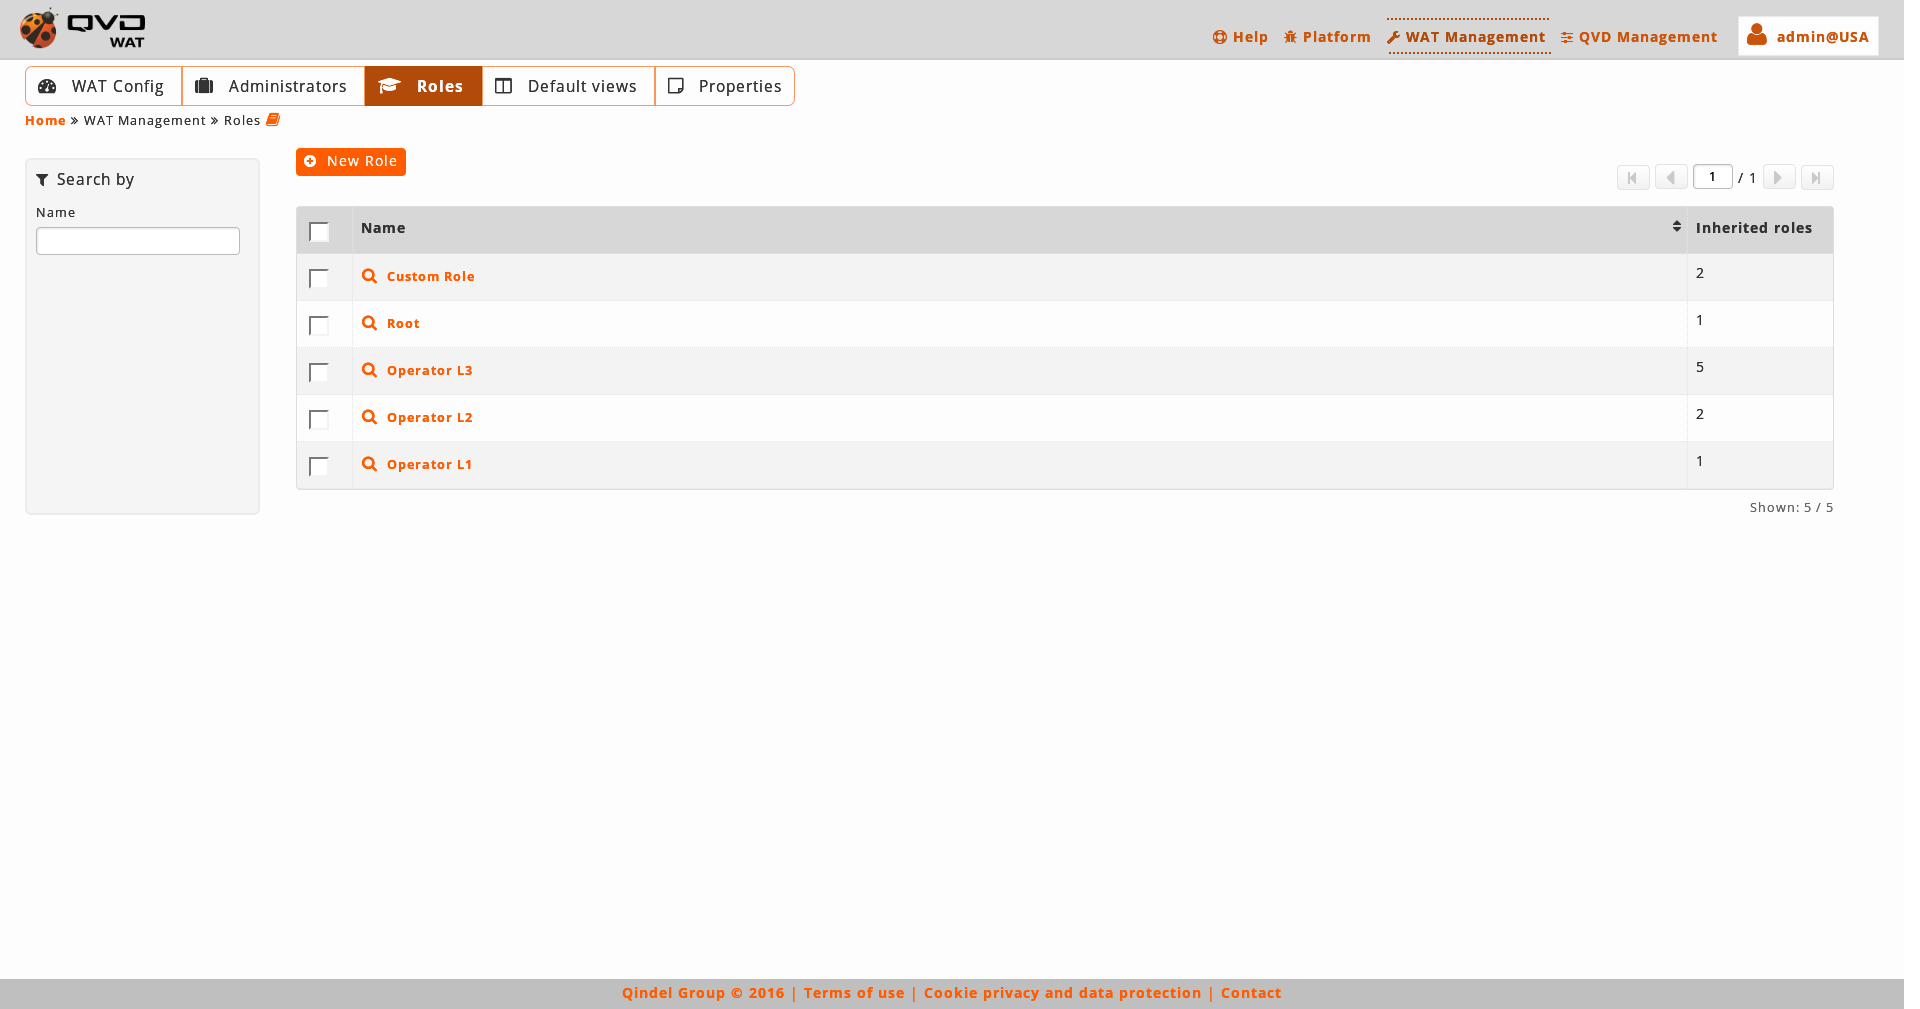 QVD
WAT
Help Platform WAT Management QVD Management admin@USA
WAT Config Administrators Roles Default views Properties
Home » WAT Management » Roles
Search by
Name
New Role
1 / 1
Name Inherited roles
Custom Role 2
Root 1
Operator L3 5
Operator L2 2
Operator L1 1
Shown: 5 / 5
Qindel Group © 2016 | Terms of use | Cookie privacy and data protection | Contact